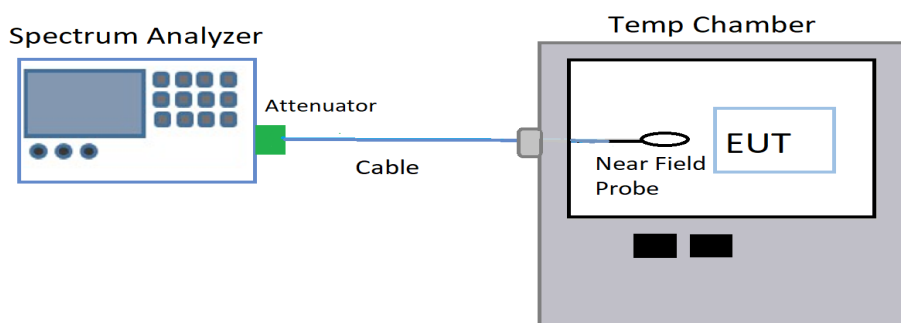 Temp Chamber
Spectrum Analyzer
Attenuator
Cable
EUT
Near Field
Probe